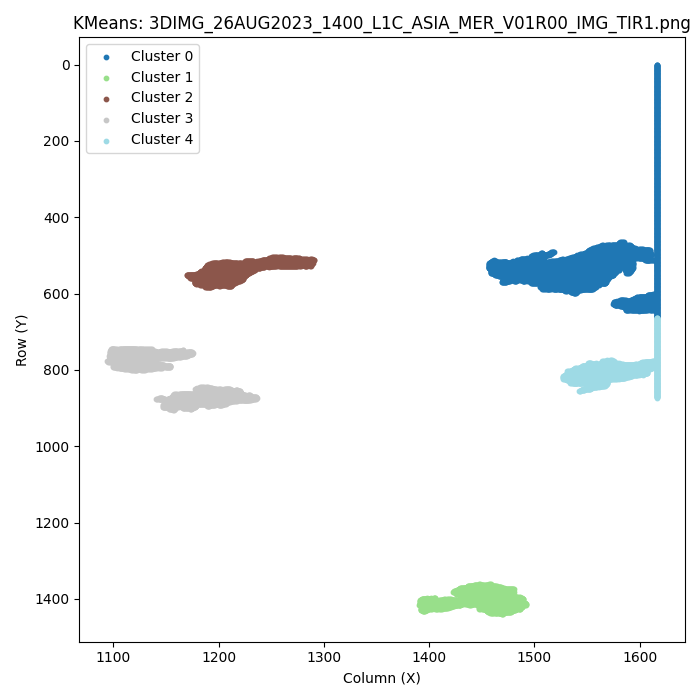 KMeans: 3DIMG_26AUG2023_1400_L1C_ASIA_MER_V01R00_IMG_TIR1.png
Cluster 0
Cluster 1
Cluster 2
Cluster 3
Cluster 4
0
200
400
600
800
1000
1200
1400
Row (Y)
1100 1200 1300 1400 1500 1600
Column (X)